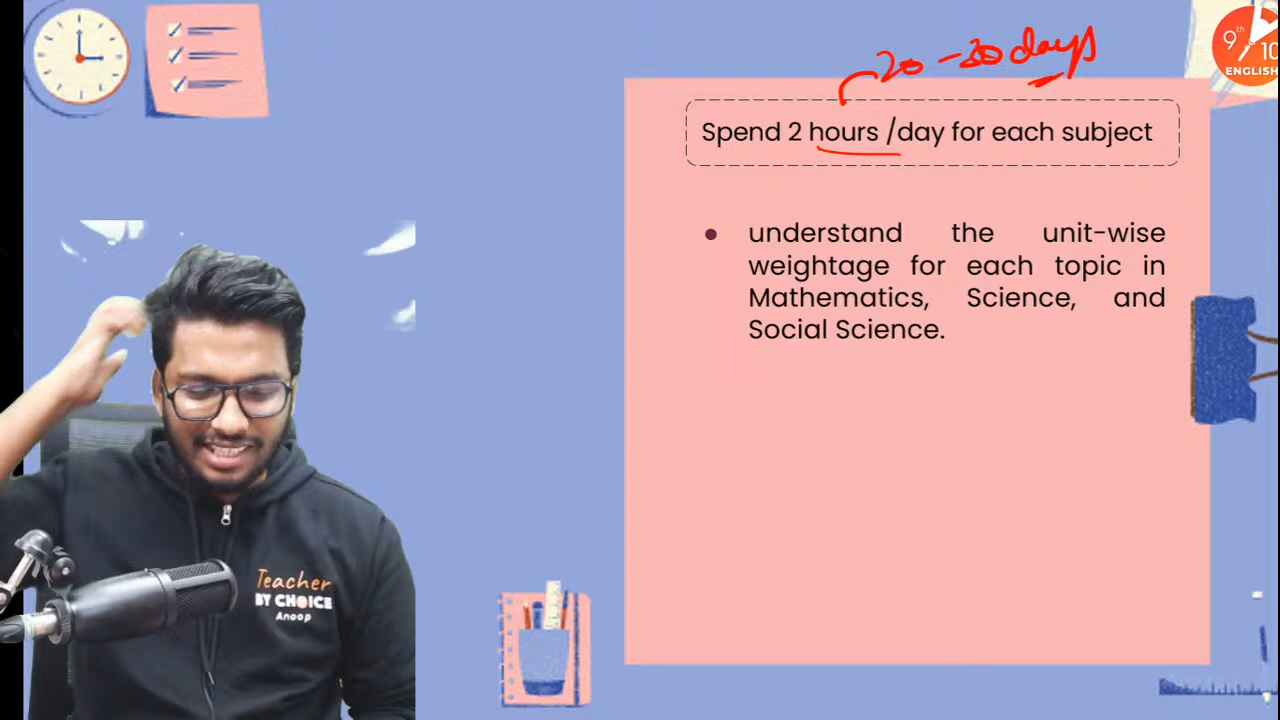 20-30 days
9th 10
ENGLISH
Spend 2 hours /day for each subject
understand the unit-wise
weightage for each topic in
Mathematics, Science, and
Social Science.
Teacher
BY CHOICE
Anoop